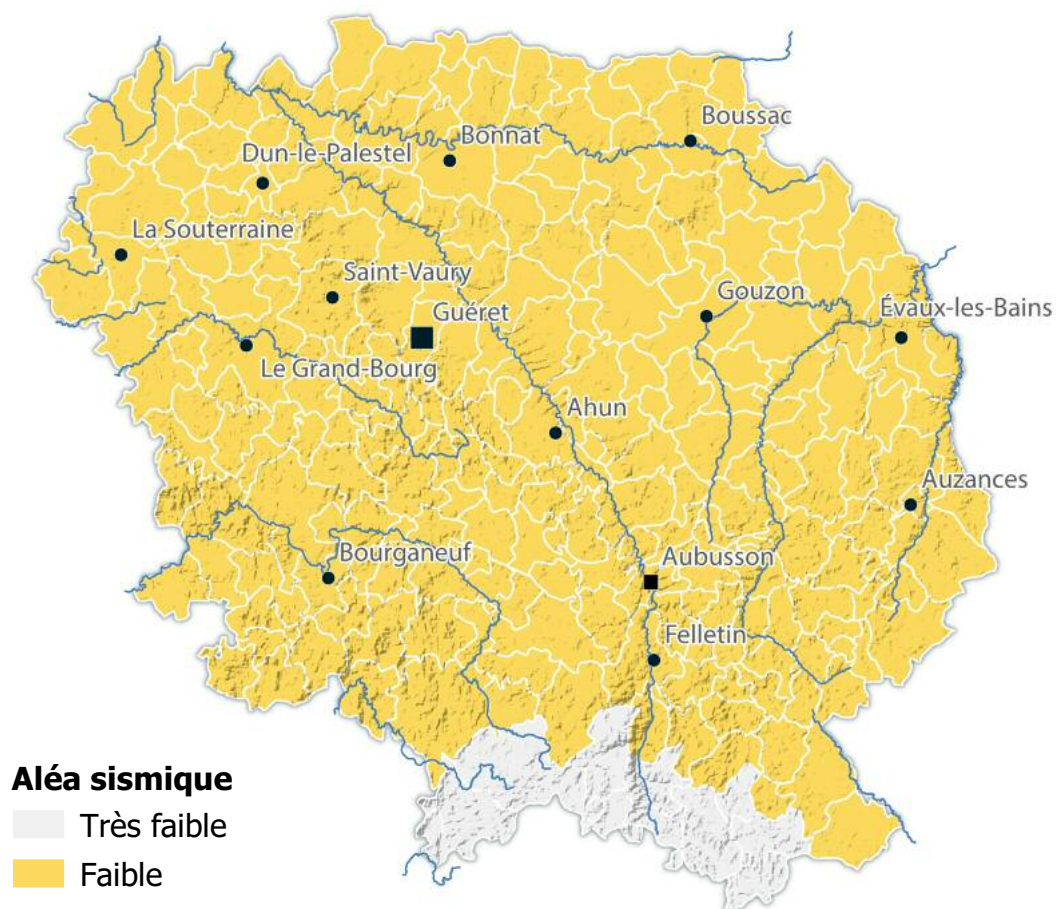 Boussac
Bonnat
Dun-le-Palestel
La Souterraine
Saint-Vaury
Gouzon
Évaux-les-Bains
Guéret
Le Grand-Bourg
Ahun
Auzances
Bourganeuf
Aubusson
Felletin
Aléa sismique
Très faible
Faible